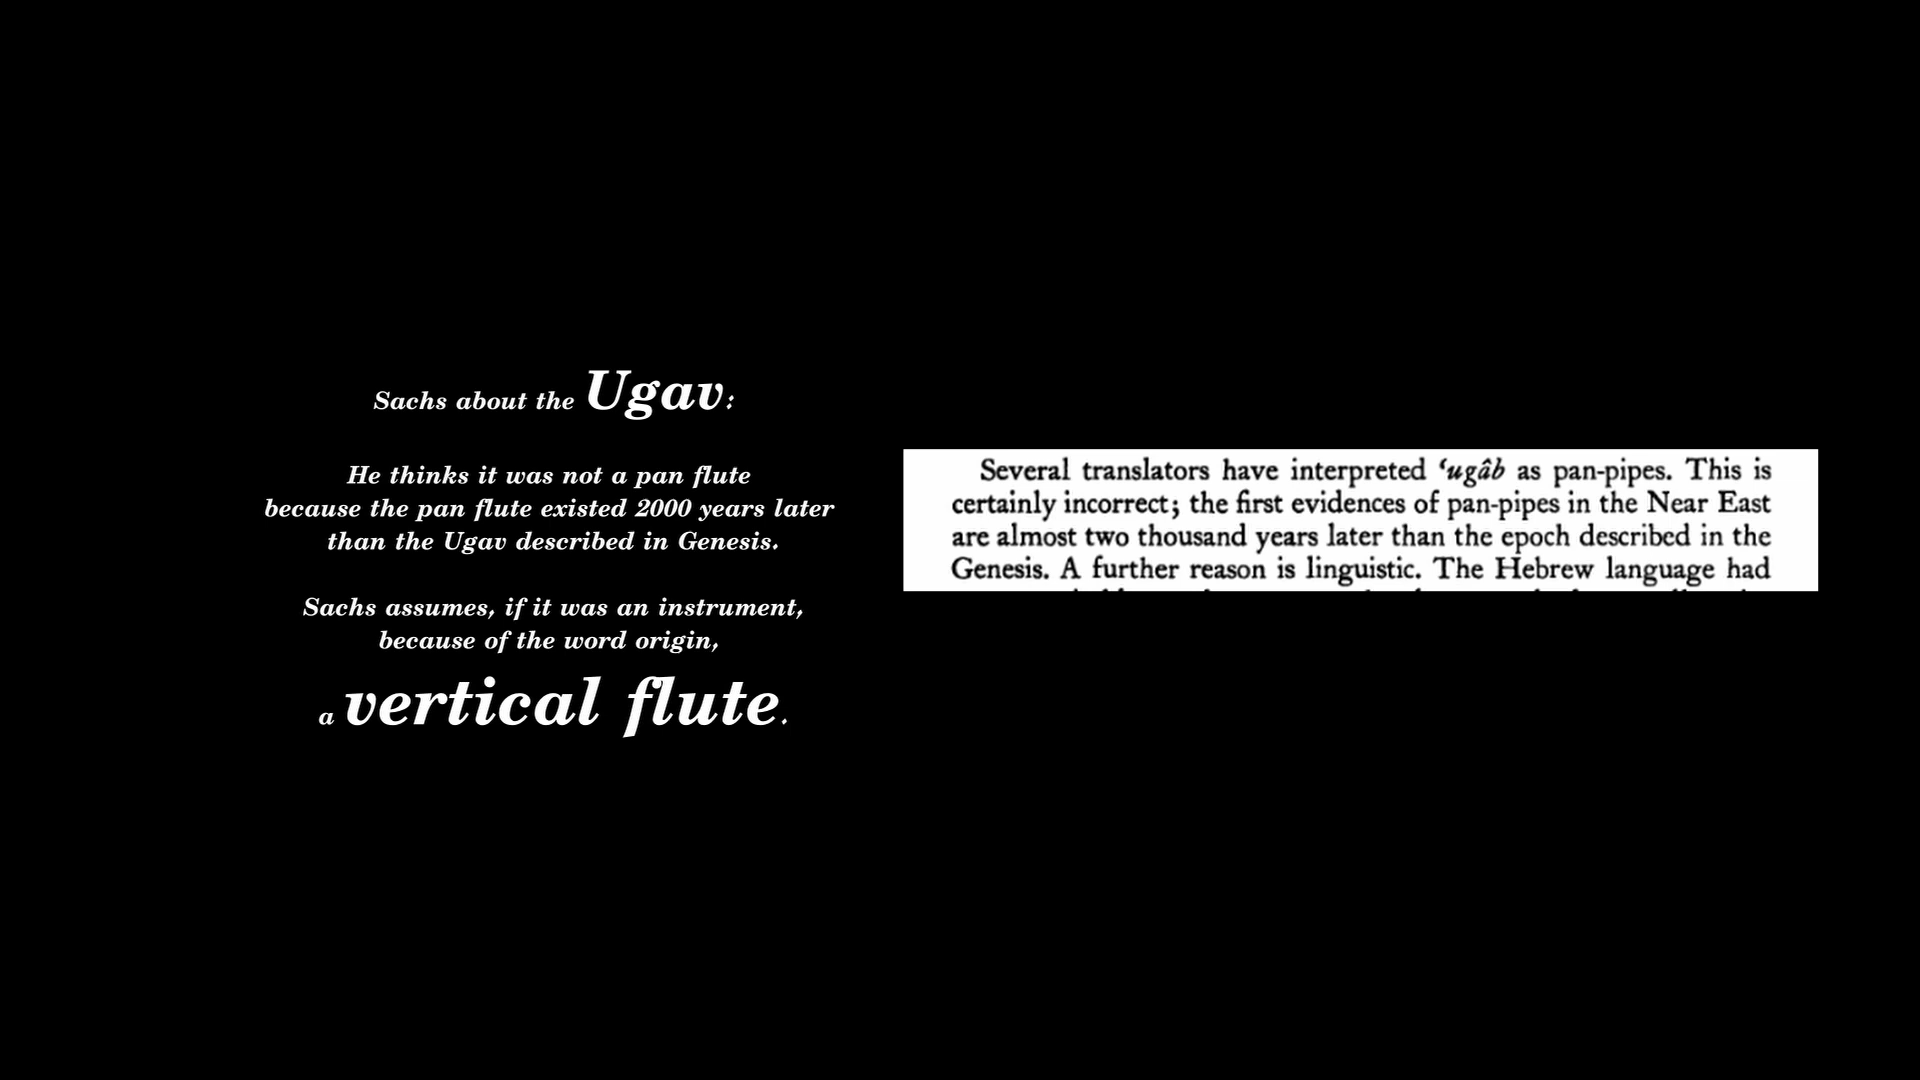 Sachs about the Ugav:
He thinks it was not a pan flute
because the pan flute existed 2000 years later
than the Ugav described in Genesis.
Sachs assumes, if it was an instrument,
because of the word origin,
a vertical flute.
Several translators have interpreted ‘ugâb as pan-pipes. This is
certainly incorrect; the first evidences of pan-pipes in the Near East
are almost two thousand years later than the epoch described in the
Genesis. A further reason is linguistic. The Hebrew language had